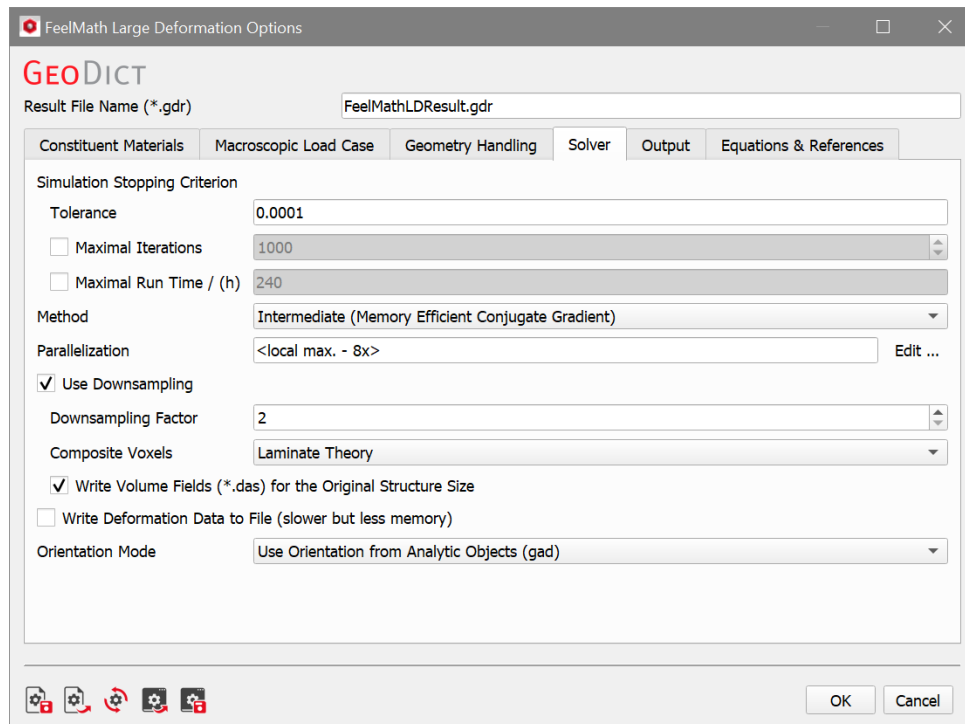 FeelMath Large Deformation Options
GEODICT
Result File Name (*.gdr) FeelMathLDResult.gdr
Constituent Materials Macroscopic Load Case Geometry Handling Solver Output Equations & References
Simulation Stopping Criterion
Tolerance 0.0001
Maximal Iterations 1000
Maximal Run Time / (h) 240
Method Intermediate (Memory Efficient Conjugate Gradient)
Parallelization <local max. - 8x> Edit ...
Use Downsampling
Downsampling Factor 2
Composite Voxels Laminate Theory
Write Volume Fields (*.das) for the Original Structure Size
Write Deformation Data to File (slower but less memory)
Orientation Mode Use Orientation from Analytic Objects (gad)
OK Cancel